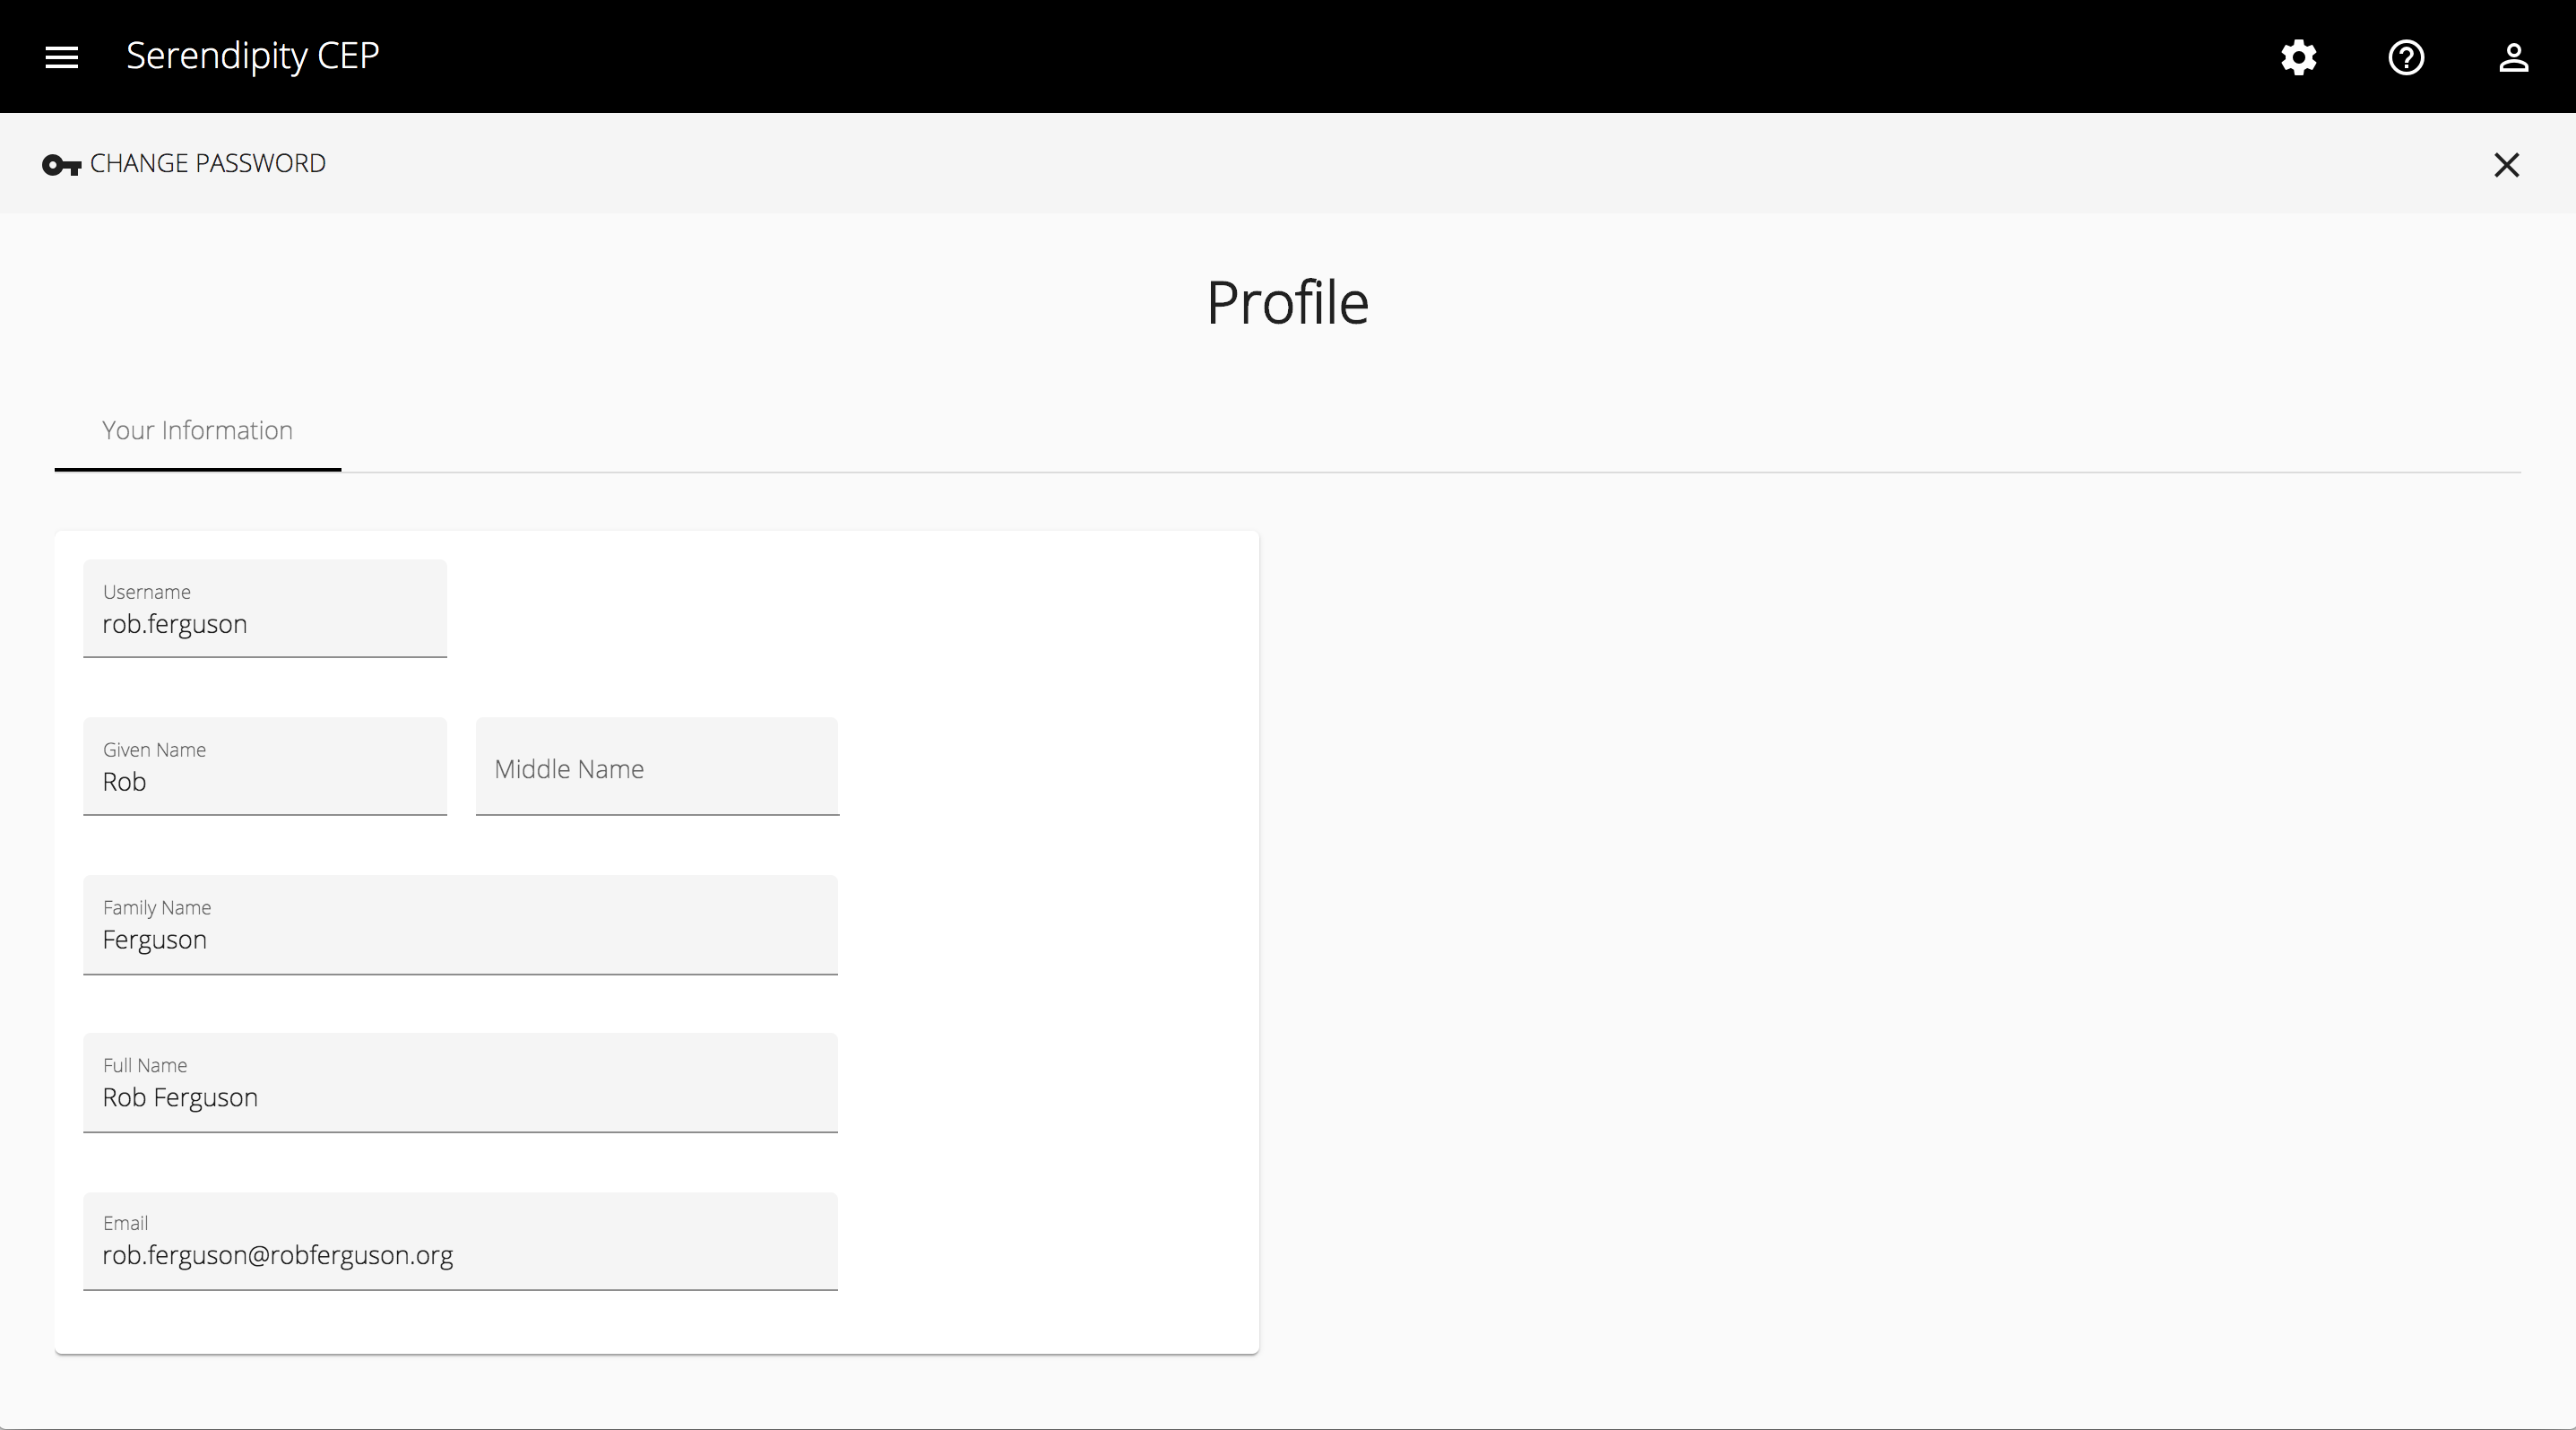 Serendipity CEP
CHANGE PASSWORD
Profile
Your Information
Username
rob.ferguson
Given Name
Rob
Middle Name
Family Name
Ferguson
Full Name
Rob Ferguson
Email
rob.ferguson@robferguson.org